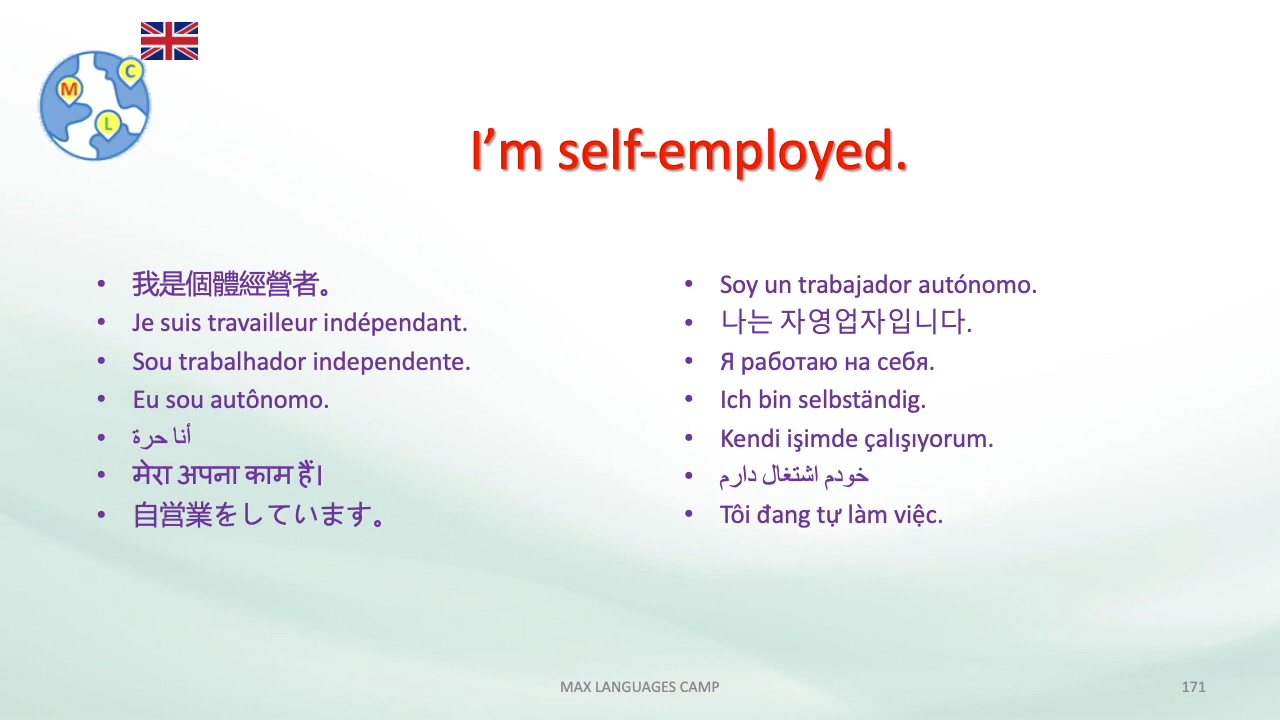 C
M
L
I’m self-employed.
• 我是個體經營者。
• Je suis travailleur indépendant.
• Sou trabalhador independente.
• Eu sou autônomo.
• أنا حرة
• मेरा अपना काम हैं।
• 自営業をしています。
• Soy un trabajador autónomo.
• 나는 자영업자입니다.
• Я работаю на себя.
• Ich bin selbständig.
• Kendi işimde çalışıyorum.
• خودم اشتغال دارم
• Tôi đang tự làm việc.
MAX LANGUAGES CAMP
171